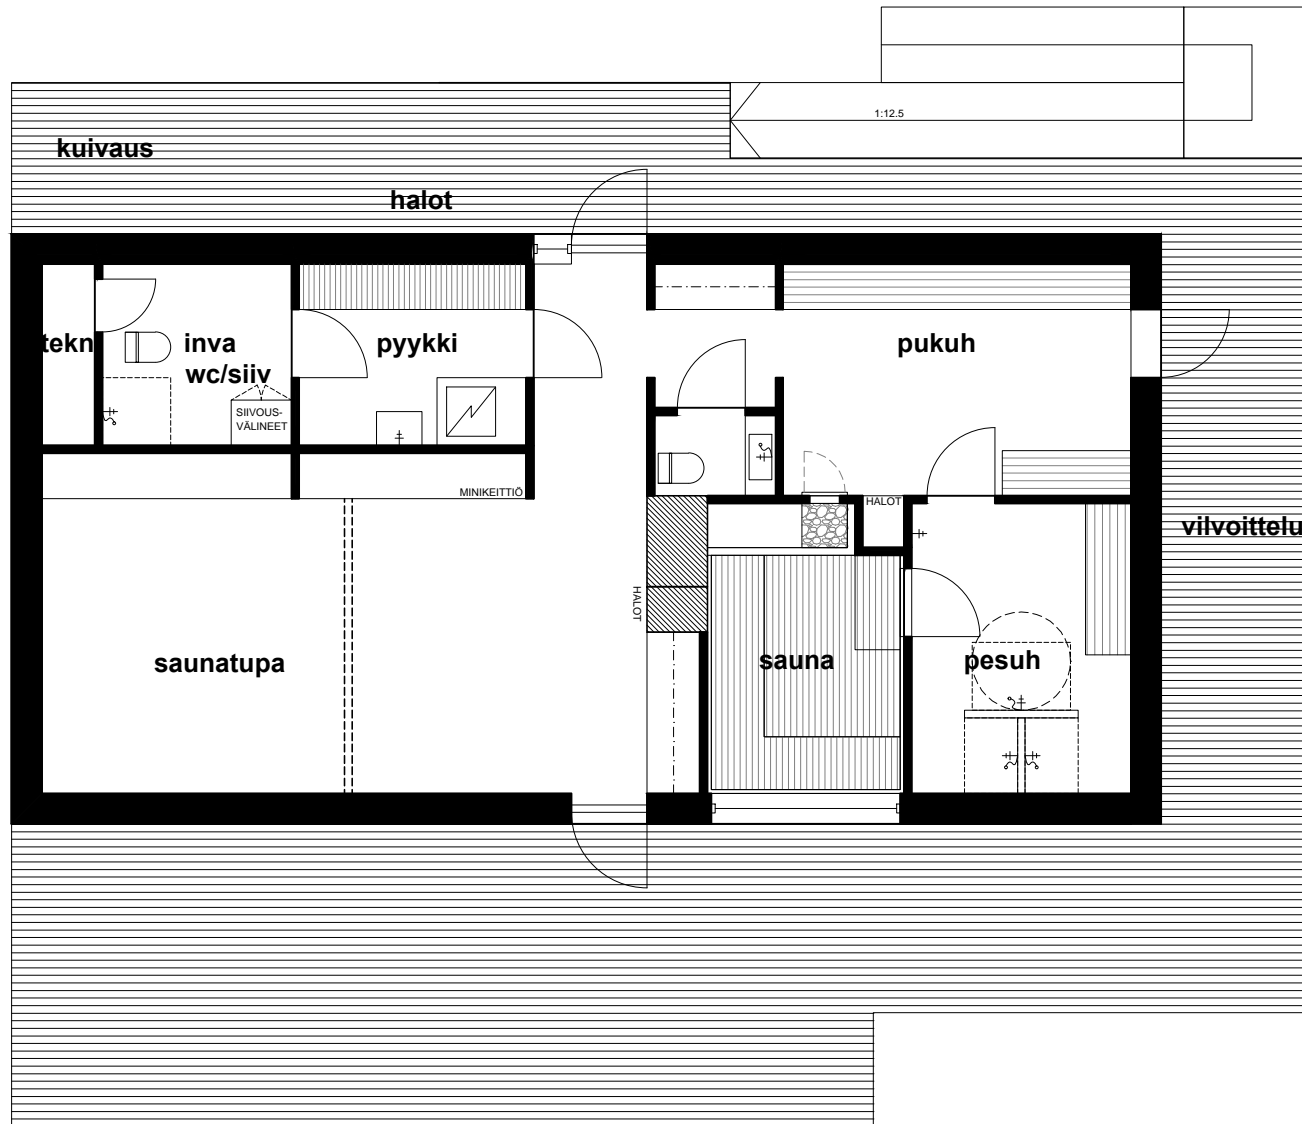 1:12.5
kuivaus
halot
tekn
inva
wc/siiv
pyykki
pukuh
SIIVOUS-
VÄLINEET
MINIKEITTIÖ
HALOT
vilvoittelu
HALOT
saunatupa
sauna
pesuh